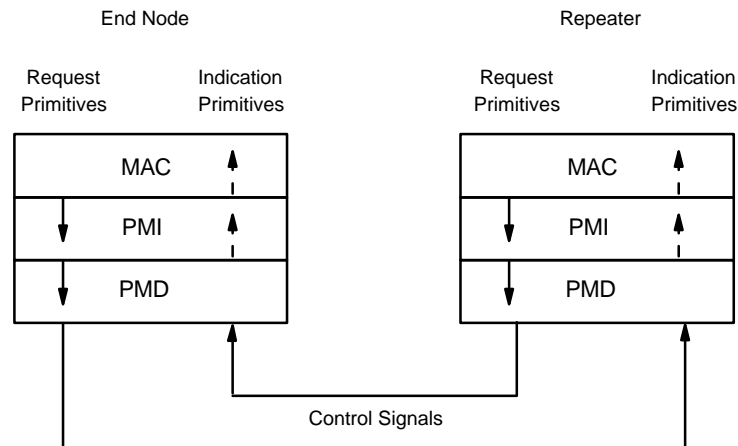 End Node
Repeater
Request
Primitives
Indication
Primitives
Request
Primitives
Indication
Primitives
MAC
PMI
PMD
MAC
PMI
PMD
Control Signals